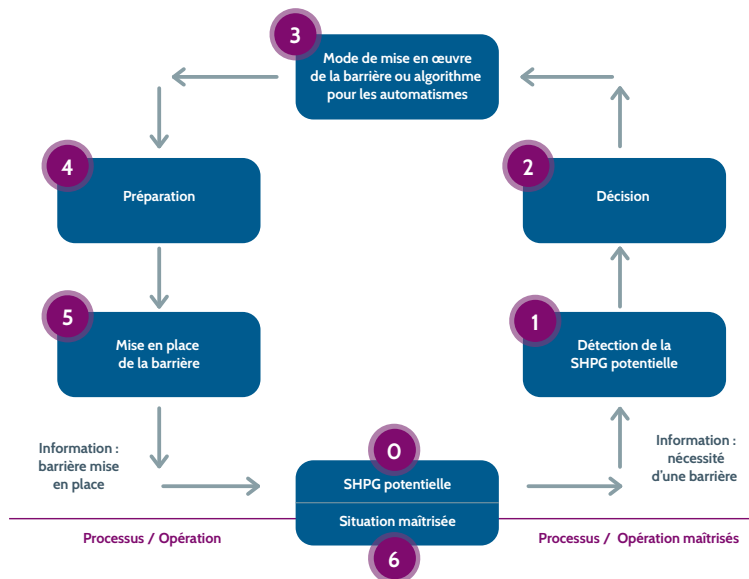 3
Mode de mise en œuvre
de la barrière ou algorithme
pour les automatismes
4
Préparation
2
Décision
5
Mise en place
de la barrière
1
Détection de la
SHPG potentielle
Information :
barrière mise
en place
Information :
nécessité
d’une barrière
0
SHPG potentielle
Situation maîtrisée
6
Processus / Opération
Processus / Opération maîtrisés